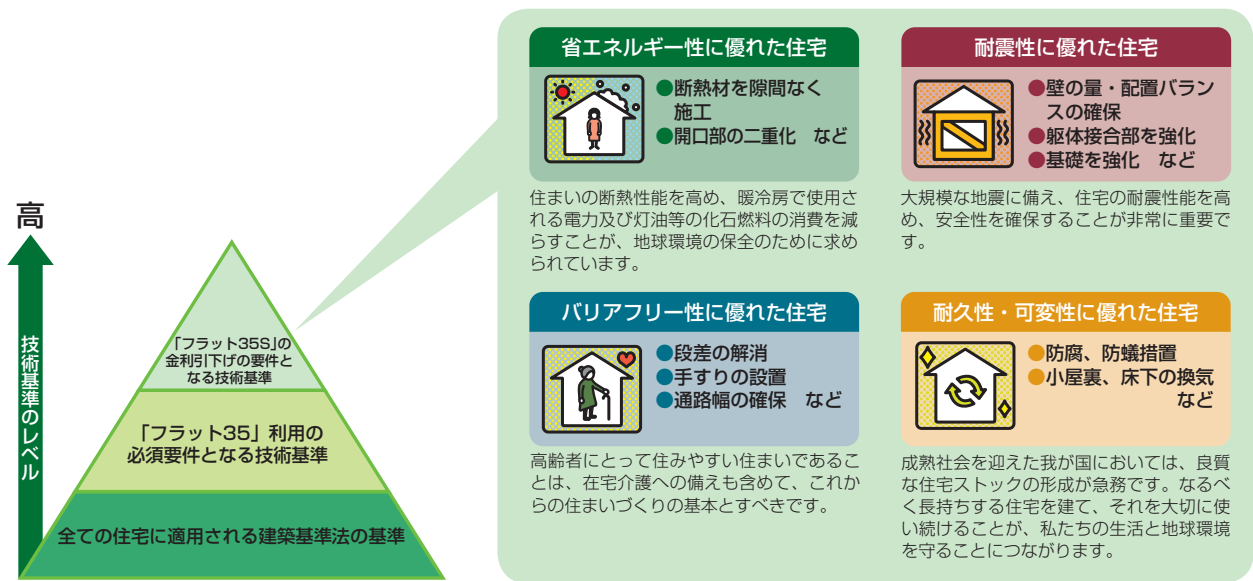 高
技術基準のレベル
「フラット35S」の
金利引下げの要件と
なる技術基準
「フラット35」利用の
必須要件となる技術基準
全ての住宅に適用される建築基準法の基準
省エネルギー性に優れた住宅
●断熱材を隙間なく
施工
●開口部の二重化　など
住まいの断熱性能を高め、暖冷房で使用さ
れる電力及び灯油等の化石燃料の消費を減
らすことが、地球環境の保全のために求め
られています。
耐震性に優れた住宅
●壁の量・配置バラン
スの確保
●躯体接合部を強化
●基礎を強化　など
大規模な地震に備え、住宅の耐震性能を高
め、安全性を確保することが非常に重要で
す。
バリアフリー性に優れた住宅
●段差の解消
●手すりの設置
●通路幅の確保　など
高齢者にとって住みやすい住まいであるこ
とは、在宅介護への備えも含めて、これか
らの住まいづくりの基本とすべきです。
耐久性・可変性に優れた住宅
●防腐、防蟻措置
●小屋裏、床下の換気
など
成熟社会を迎えた我が国においては、良質
な住宅ストックの形成が急務です。なるべ
く長持ちする住宅を建て、それを大切に使
い続けることが、私たちの生活と地球環境
を守ることにつながります。